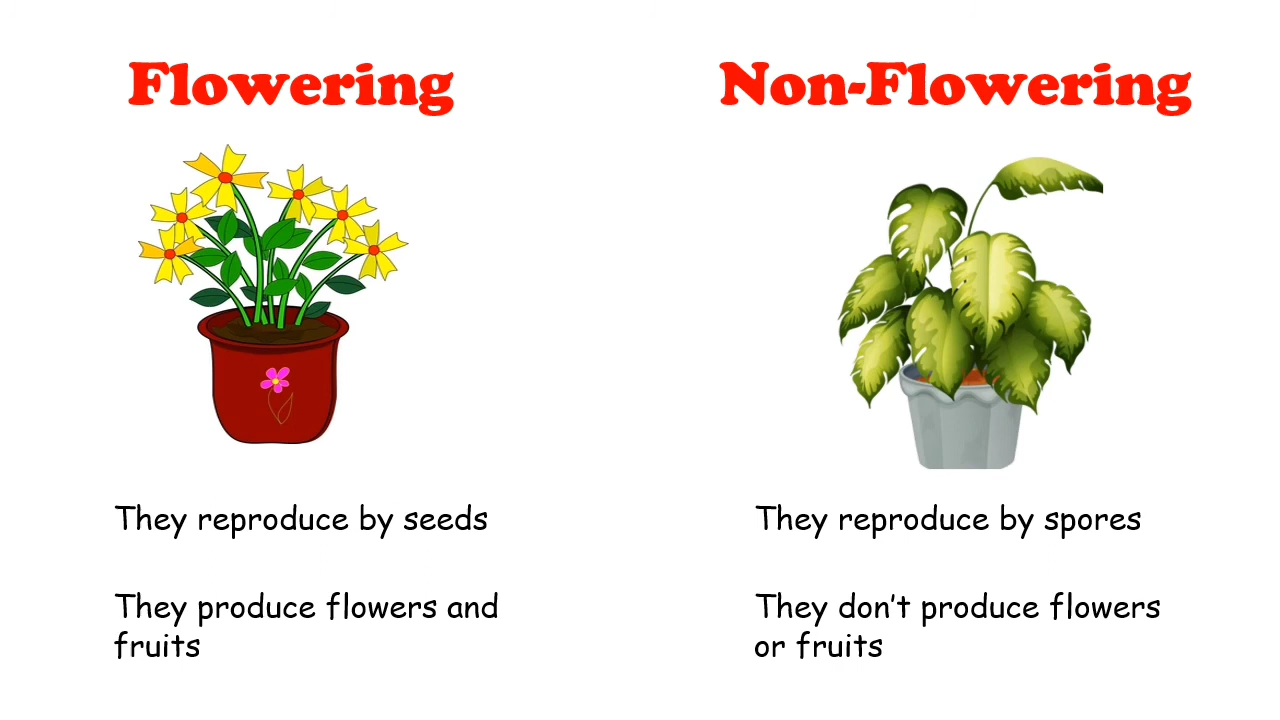 Flowering
Non-Flowering
They reproduce by seeds
They produce flowers and
fruits
They reproduce by spores
They don’t produce flowers
or fruits